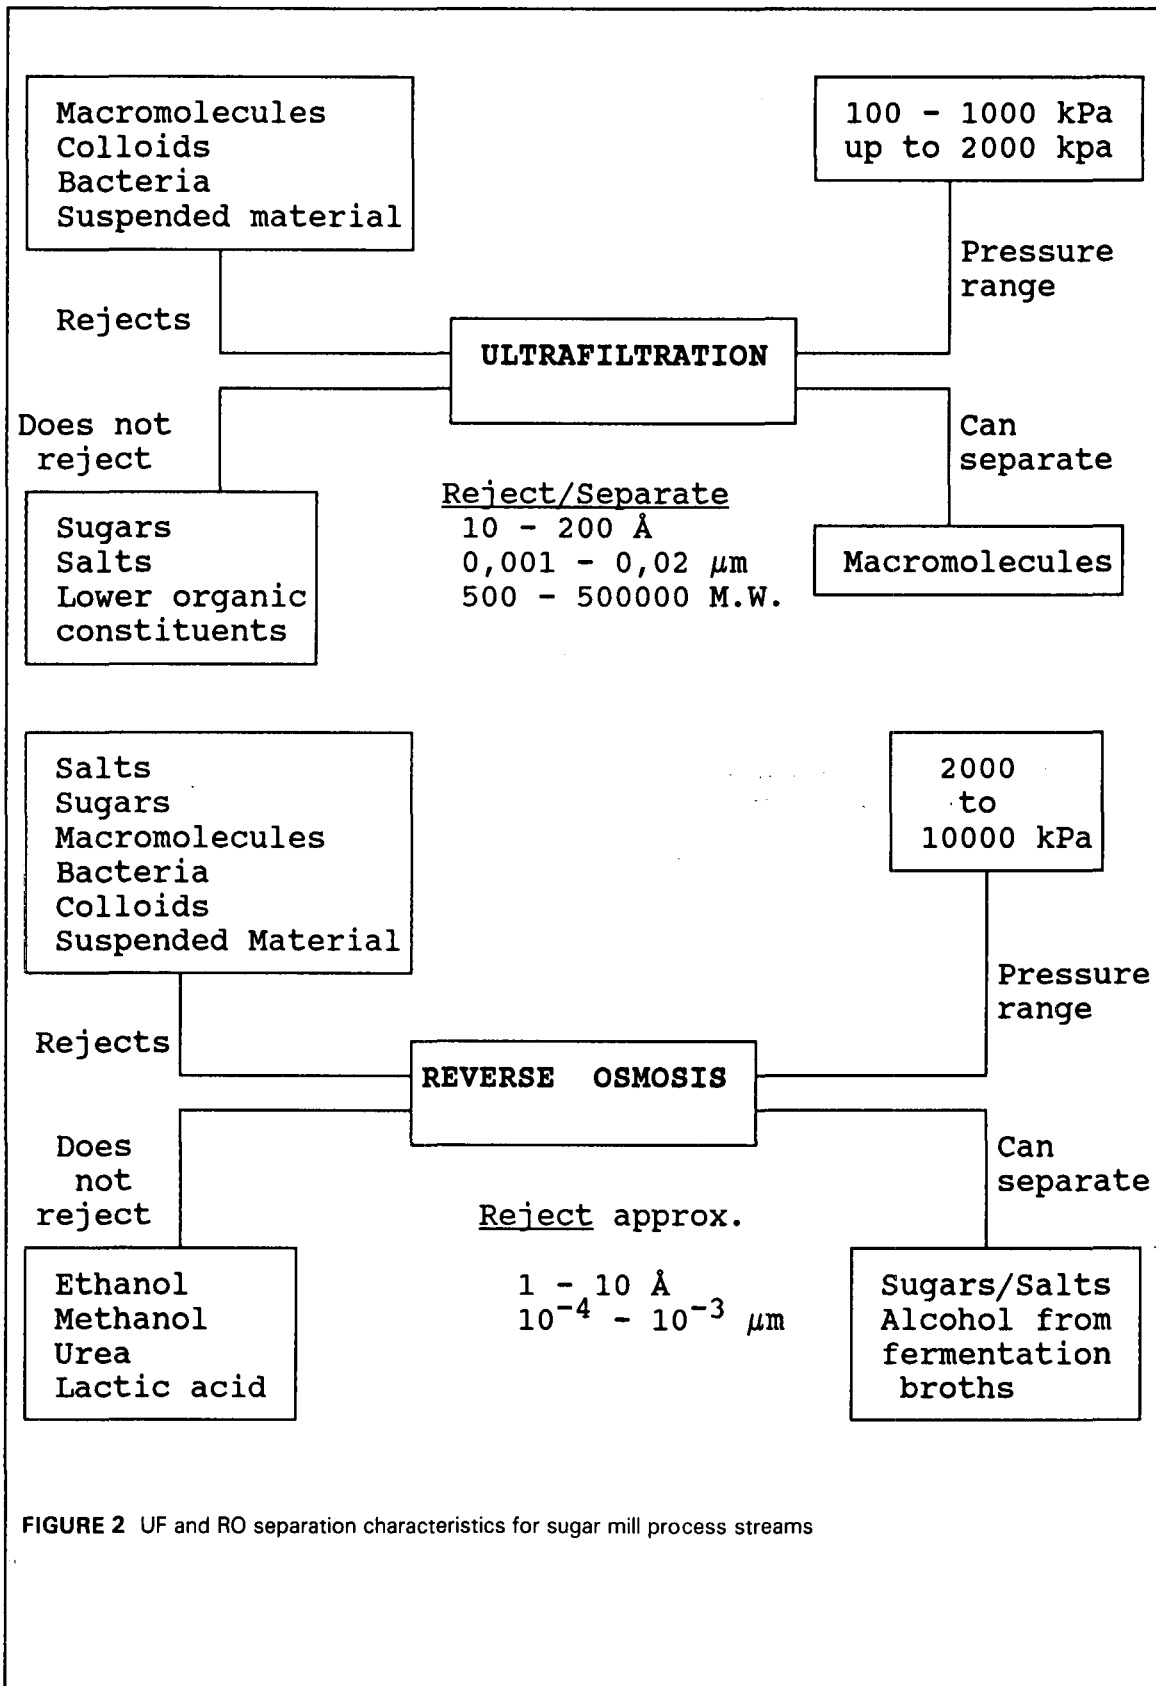 Macromolecules
Colloids
Bacteria
Suspended material
100 - 1000 kPa
up to 2000 kpa
Pressure
range
Rejects
ULTRAFILTRATION
Does not
reject
Can
separate
Sugars
Salts
Lower organic
constituents
Reject/Separate
10 - 200 Å
0,001 - 0,02 μm
500 - 500000 M.W.
Macromolecules
Salts
Sugars
Macromolecules
Bacteria
Colloids
Suspended Material
2000
to
10000 kPa
Pressure
range
Rejects
REVERSE OSMOSIS
Does
not
reject
Can
separate
Reject approx.
1 - 10 Å
10⁻⁴ - 10⁻³ μm
Ethanol
Methanol
Urea
Lactic acid
Sugars/Salts
Alcohol from
fermentation
broths
FIGURE 2 UF and RO separation characteristics for sugar mill process streams